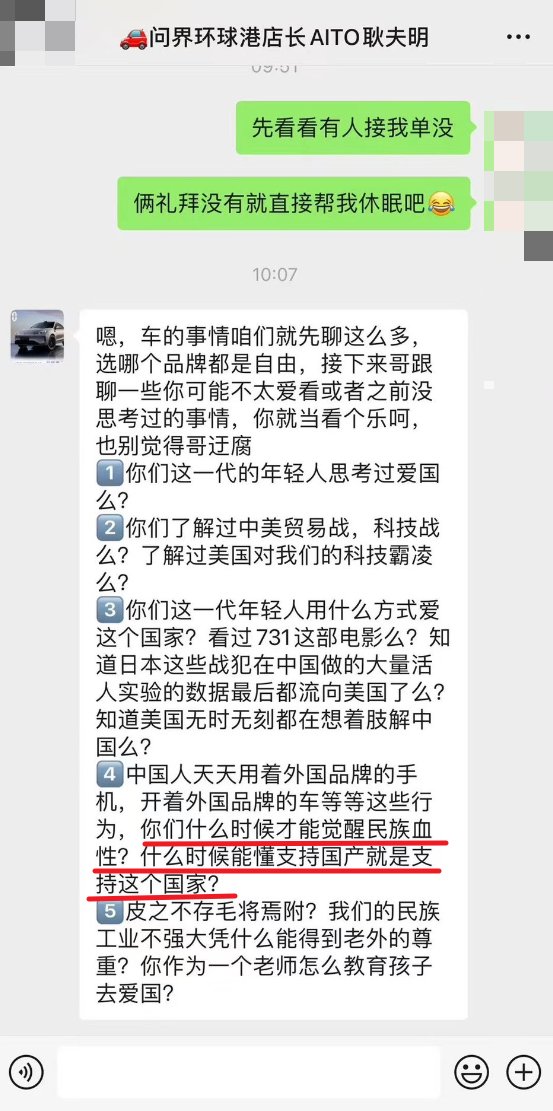 🚗问界环球港店长AITO耿夫明
09:51
先看看有人接我单没
俩礼拜没有就直接帮我休眠吧😂
10:07
嗯，车的事情咱们就先聊这么多，
选哪个品牌都是自由，接下来哥跟
聊一些你可能不太爱看或者之前没
思考过的事情，你就当看个乐呵，
也别觉得哥迂腐
1️⃣你们这一代的年轻人思考过爱国
么？
2️⃣你们了解过中美贸易战，科技战
么？了解过美国对我们的科技霸凌
么？
3️⃣你们这一代年轻人用什么方式爱
这个国家？看过731这部电影么？知
道日本这些战犯在中国做的大量活
人实验的数据最后都流向美国了么？
知道美国无时无刻都在想着肢解中
国么？
4️⃣中国人天天用着外国品牌的手
机，开着外国品牌的车等等这些行
为，你们什么时候才能觉醒民族血
性？什么时候能懂支持国产就是支
持这个国家？
5️⃣皮之不存毛将焉附？我们的民族
工业不强大凭什么能得到老外的尊
重？你作为一个老师怎么教育孩子
去爱国？